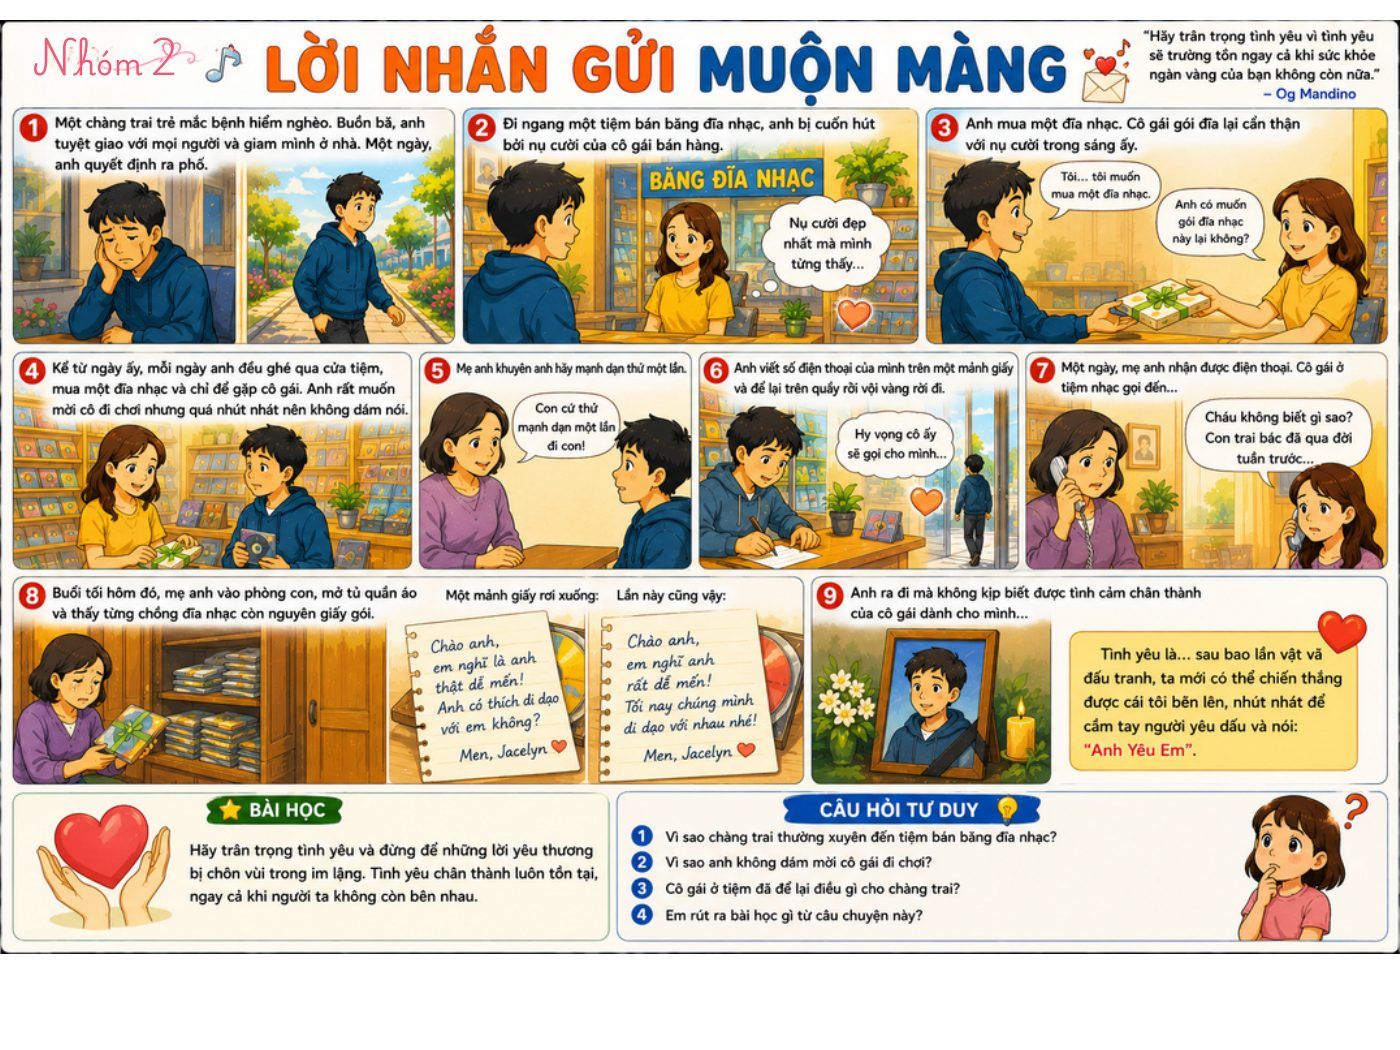 Nhóm 2
LỜI NHẮN GỬI MUỘN MÀNG
“Hãy trân trọng tình yêu vì tình yêu
sẽ trường tồn ngay cả khi sức khỏe
ngàn vàng của bạn không còn nữa.”
– Og Mandino
1 Một chàng trai trẻ mắc bệnh hiểm nghèo. Buồn bã, anh
tuyệt giao với mọi người và giam mình ở nhà. Một ngày,
anh quyết định ra phố.
2 Đi ngang một tiệm bán băng đĩa nhạc, anh bị cuốn hút
bởi nụ cười của cô gái bán hàng.
BĂNG ĐĨA NHẠC
Nụ cười đẹp
nhất mà mình
từng thấy...
3 Anh mua một đĩa nhạc. Cô gái gói đĩa lại cẩn thận
với nụ cười trong sáng ấy.
Tôi... tôi muốn
mua một đĩa nhạc.
Anh có muốn
gói đĩa nhạc
này lại không?
4 Kể từ ngày ấy, mỗi ngày anh đều ghé qua cửa tiệm,
mua một đĩa nhạc và chỉ để gặp cô gái. Anh rất muốn
mời cô đi chơi nhưng quá nhút nhát nên không dám nói.
5 Mẹ anh khuyên anh hãy mạnh dạn thử một lần.
Con cứ thử
mạnh dạn một lần
đi con!
6 Anh viết số điện thoại của mình trên một mảnh giấy
và để lại trên quầy rồi vội vàng rời đi.
Hy vọng cô ấy
sẽ gọi cho mình...
7 Một ngày, mẹ anh nhận được điện thoại. Cô gái ở
tiệm nhạc gọi đến...
Cháu không biết gì sao?
Con trai bác đã qua đời
tuần trước...
8 Buổi tối hôm đó, mẹ anh vào phòng con, mở tủ quần áo
và thấy từng chồng đĩa nhạc còn nguyên giấy gói.
Một mảnh giấy rơi xuống:
Chào anh,
em nghĩ là anh
thật dễ mến!
Anh có thích đi dạo
với em không?
Men, Jacelyn
Lần này cũng vậy:
Chào anh,
em nghĩ anh
rất dễ mến!
Tối nay chúng mình
đi dạo với nhau nhé!
Men, Jacelyn
9 Anh ra đi mà không kịp biết được tình cảm chân thành
của cô gái dành cho mình...
Tình yêu là... sau bao lần vật vã
đấu tranh, ta mới có thể chiến thắng
được cái tôi bẽn lên, nhút nhát để
cầm tay người yêu dấu và nói:
“Anh Yêu Em”.
BÀI HỌC
Hãy trân trọng tình yêu và đừng để những lời yêu thương
bị chôn vùi trong im lặng. Tình yêu chân thành luôn tồn tại,
ngay cả khi người ta không còn bên nhau.
CÂU HỎI TƯ DUY
1 Vì sao chàng trai thường xuyên đến tiệm bán băng đĩa nhạc?
2 Vì sao anh không dám mời cô gái đi chợi?
3 Cô gái ở tiệm đã để lại điều gì cho chàng trai?
4 Em rút ra bài học gì từ câu chuyện này?
?